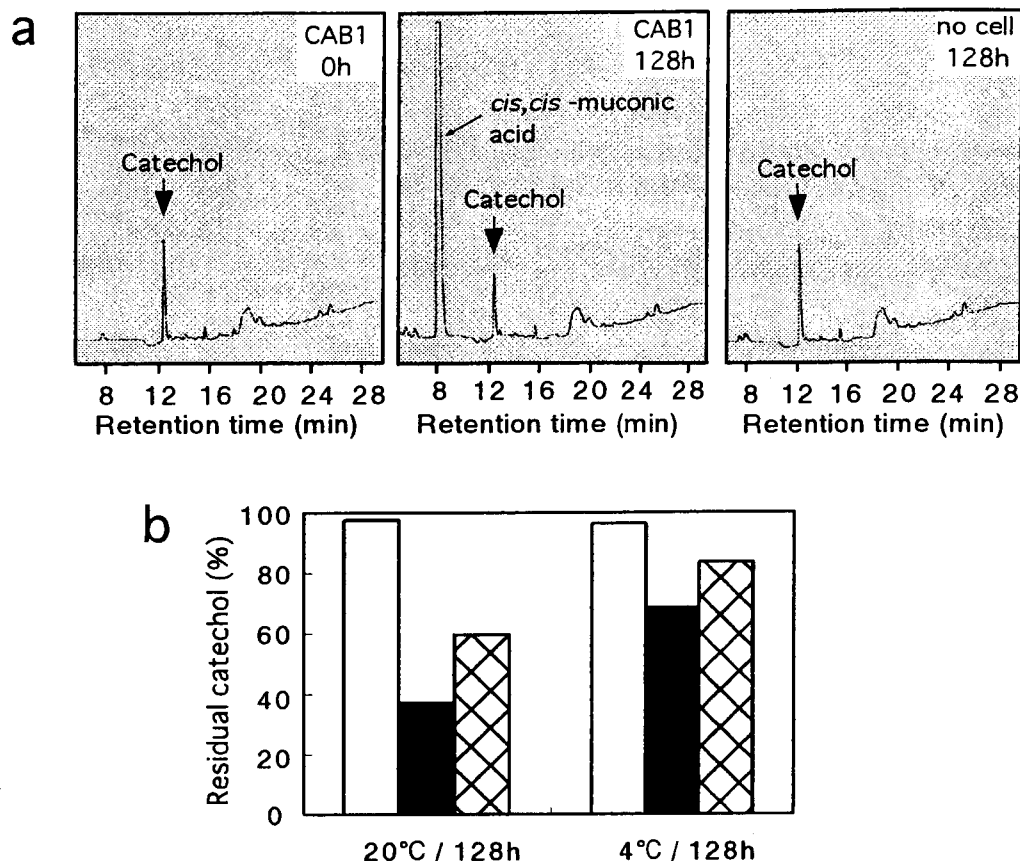 a
CAB1
0h
Catechol
8 12 16 20 24 28
Retention time (min)
CAB1
128h
cis,cis -muconic
acid
Catechol
8 12 16 20 24 28
Retention time (min)
no cell
128h
Catechol
8 12 16 20 24 28
Retention time (min)
b
Residual catechol (%)
100
80
60
40
20
0
20°C / 128h
4°C / 128h